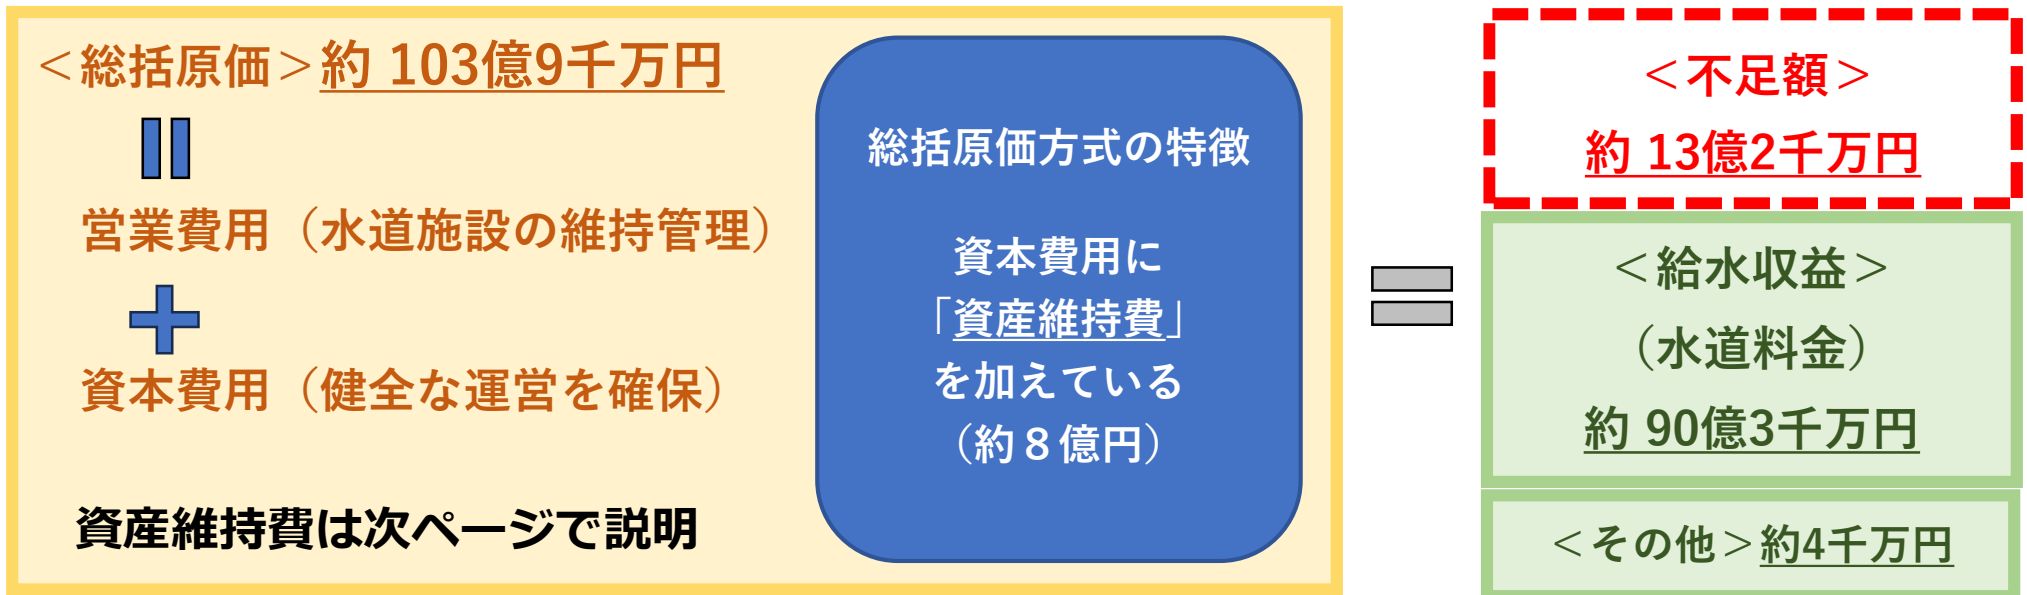 ＜総括原価＞約 103億9千万円
営業費用（水道施設の維持管理）
資本費用（健全な運営を確保）
資産維持費は次ページで説明
総括原価方式の特徴
資本費用に
「資産維持費」
を加えている
（約８億円）
＜不足額＞
約 13億2千万円
＜給水収益＞
（水道料金）
約 90億3千万円
＜その他＞約4千万円